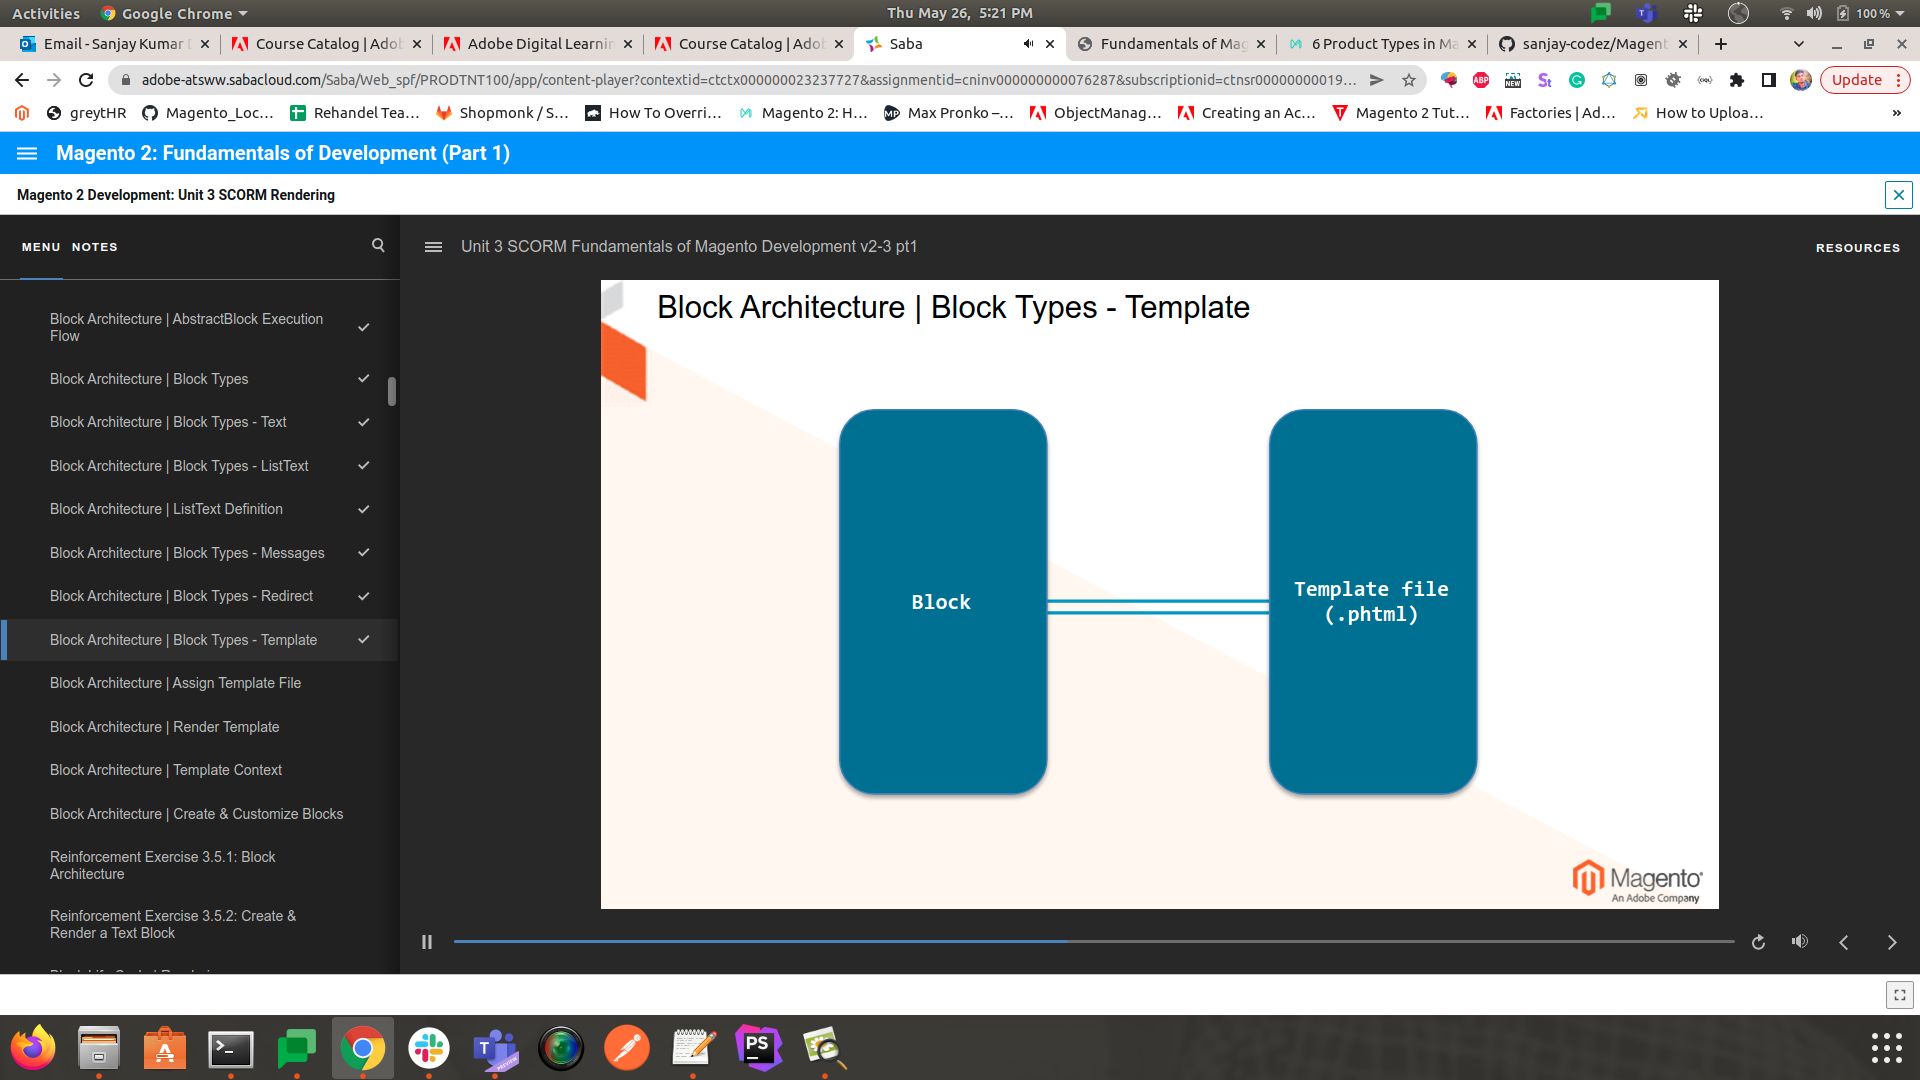 Activities Google Chrome Thu May 26, 5:21 PM 100 %
Email - Sanjay Kumar Course Catalog | Adob Adobe Digital Learnin Course Catalog | Adob Saba Fundamentals of Mag 6 Product Types in Ma sanjay-codez/Magent
adobe-atsww.sabacloud.com/Saba/Web_spf/PRODTNT100/app/content-player?contextid=ctctx000000023237727&assignmentid=cninv000000000076287&subscriptionid=ctnsr00000000019... Update
greytHR Magento_Loc... Rehandel Tea... Shopmonk / S... How To Overri... Magento 2: H... Max Pronko –... ObjectManag... Creating an Ac... Magento 2 Tut... Factories | Ad... How to Uploa... »
Magento 2: Fundamentals of Development (Part 1)
Magento 2 Development: Unit 3 SCORM Rendering
MENU NOTES
Unit 3 SCORM Fundamentals of Magento Development v2-3 pt1
RESOURCES
Block Architecture | AbstractBlock Execution
Flow
Block Architecture | Block Types
Block Architecture | Block Types - Text
Block Architecture | Block Types - ListText
Block Architecture | ListText Definition
Block Architecture | Block Types - Messages
Block Architecture | Block Types - Redirect
Block Architecture | Block Types - Template
Block Architecture | Assign Template File
Block Architecture | Render Template
Block Architecture | Template Context
Block Architecture | Create & Customize Blocks
Reinforcement Exercise 3.5.1: Block
Architecture
Reinforcement Exercise 3.5.2: Create &
Render a Text Block
Block Architecture | Block Types - Template
Block
Template file
(.phtml)
Magento
An Adobe Company